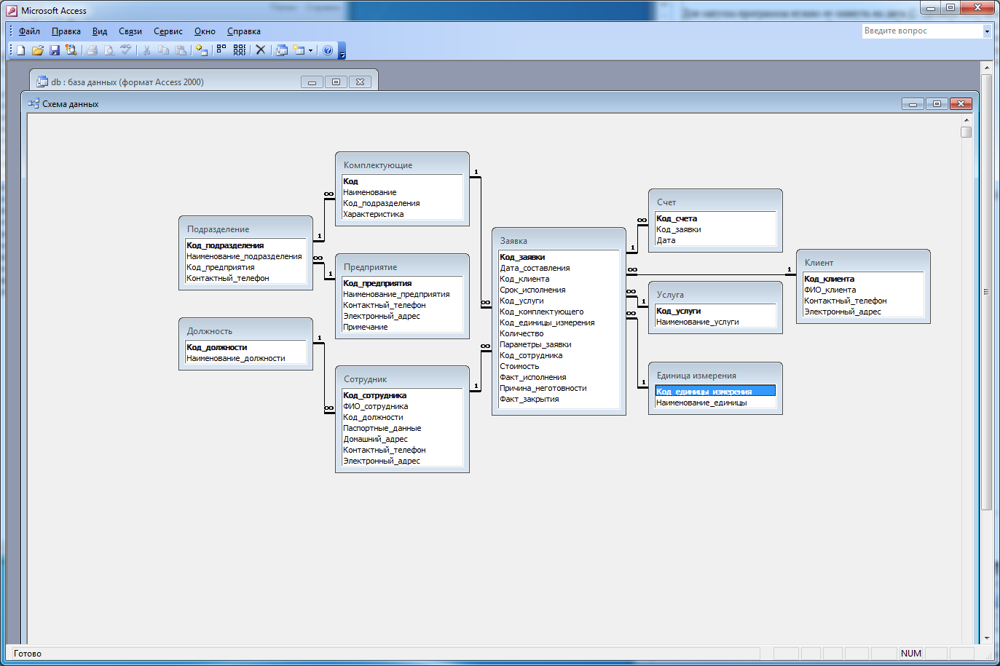 Microsoft Access
Файл Правка Вид Связи Сервис Окно Справка
Введите вопрос
db : база данных (формат Access 2000)
Схема данных
Комплектующие
Код
Наименование
Код_подразделения
Характеристика
Подразделение
Код_подразделения
Наименование_подразделения
Код_предприятия
Контактный_телефон
Предприятие
Код_предприятия
Наименование_предприятия
Контактный_телефон
Электронный_адрес
Примечание
Должность
Код_должности
Наименование_должности
Сотрудник
Код_сотрудника
ФИО_сотрудника
Код_должности
Паспортные_данные
Домашний_адрес
Контактный_телефон
Электронный_адрес
Заявка
Код_заявки
Дата_составления
Код_клиента
Срок_исполнения
Код_услуги
Код_комплектующего
Код_единицы_измерения
Количество
Параметры_заявки
Код_сотрудника
Стоимость
Факт_исполнения
Причина_неготовности
Факт_закрытия
Счет
Код_счета
Код_заявки
Дата
Услуга
Код_услуги
Наименование_услуги
Единица измерения
Код_единицы_измерения
Наименование_единицы
Клиент
Код_клиента
ФИО_клиента
Контактный_телефон
Электронный_адрес
1 ∞
1 ∞
1 ∞
1 ∞
1 ∞
1 ∞
1 ∞
1 ∞
1 ∞
Готово
NUM